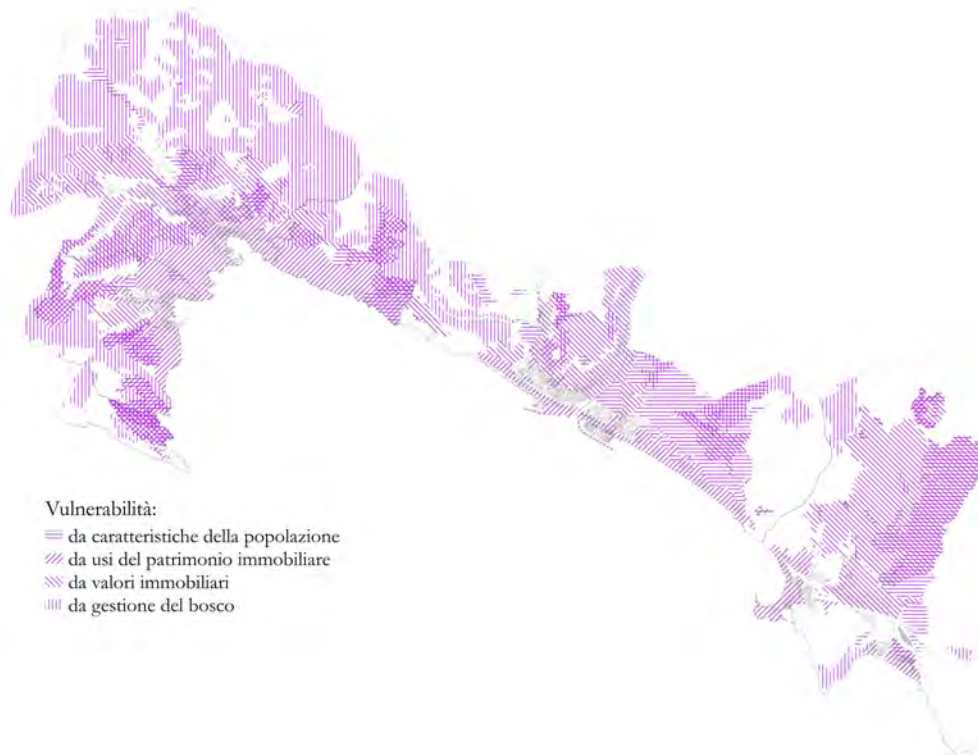 Vulnerabilità:
da caratteristiche della popolazione
da usi del patrimonio immobiliare
da valori immobiliari
da gestione del bosco